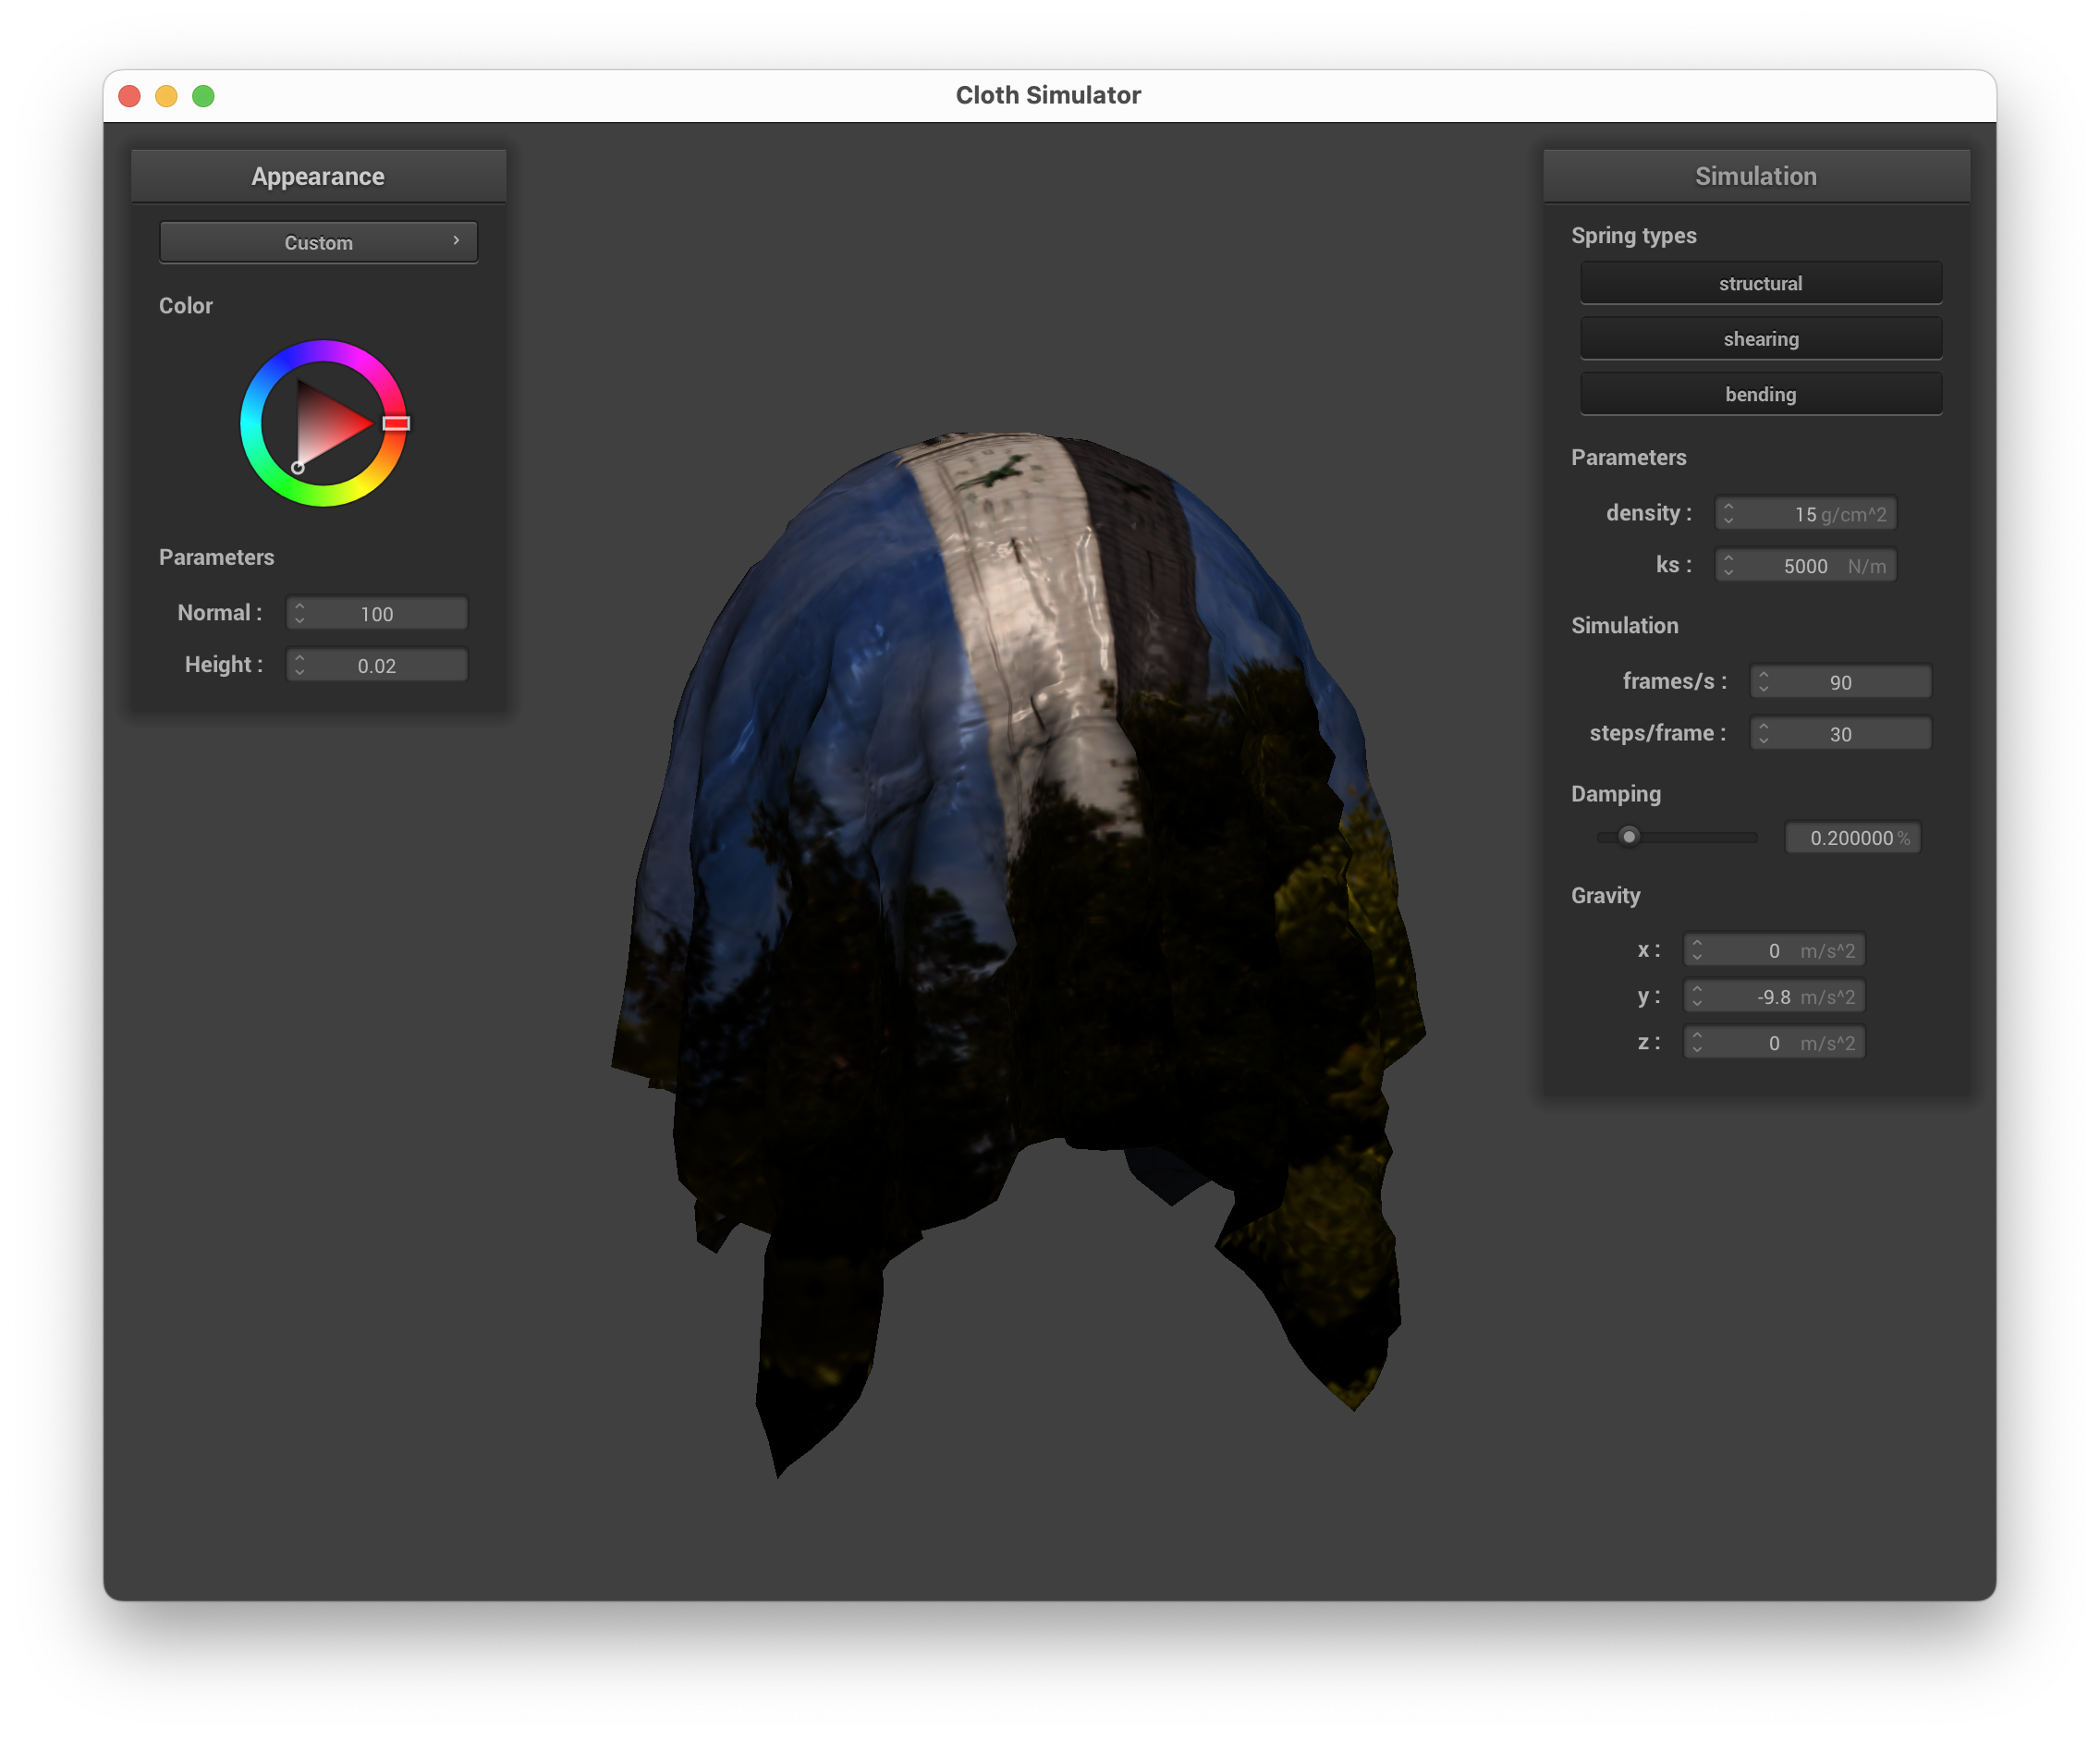 Cloth Simulator
Appearance
Custom
Color
Parameters
Normal : 100
Height : 0.02
Simulation
Spring types
structural
shearing
bending
Parameters
density : 15 g/cm^2
ks : 5000 N/m
Simulation
frames/s : 90
steps/frame : 30
Damping
0.200000 %
Gravity
x : 0 m/s^2
y : -9.8 m/s^2
z : 0 m/s^2